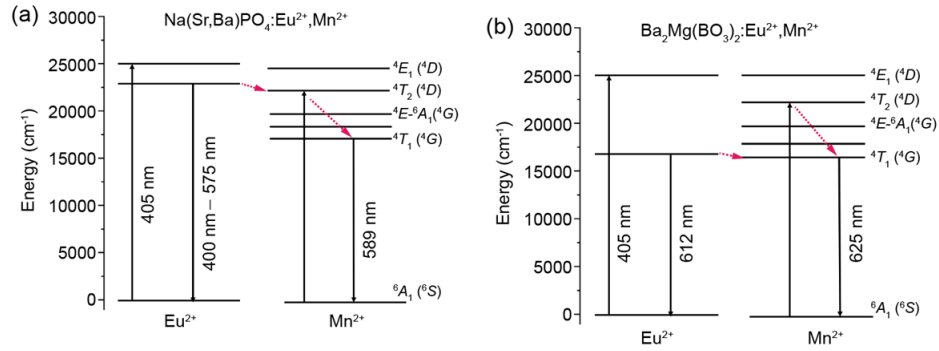 (a)
Na(Sr,Ba)PO₄:Eu²⁺,Mn²⁺
Energy (cm⁻¹)
30000
25000
20000
15000
10000
5000
0
405 nm
400 nm – 575 nm
589 nm
⁴E₁ (⁴D)
⁴T₂ (⁴D)
⁴E-⁶A₁(⁴G)
⁴T₁ (⁴G)
⁶A₁ (⁶S)
Eu²⁺
Mn²⁺
(b)
Ba₂Mg(BO₃)₂:Eu²⁺,Mn²⁺
Energy (cm⁻¹)
30000
25000
20000
15000
10000
5000
0
405 nm
612 nm
625 nm
⁴E₁ (⁴D)
⁴T₂ (⁴D)
⁴E-⁶A₁(⁴G)
⁴T₁ (⁴G)
⁶A₁ (⁶S)
Eu²⁺
Mn²⁺